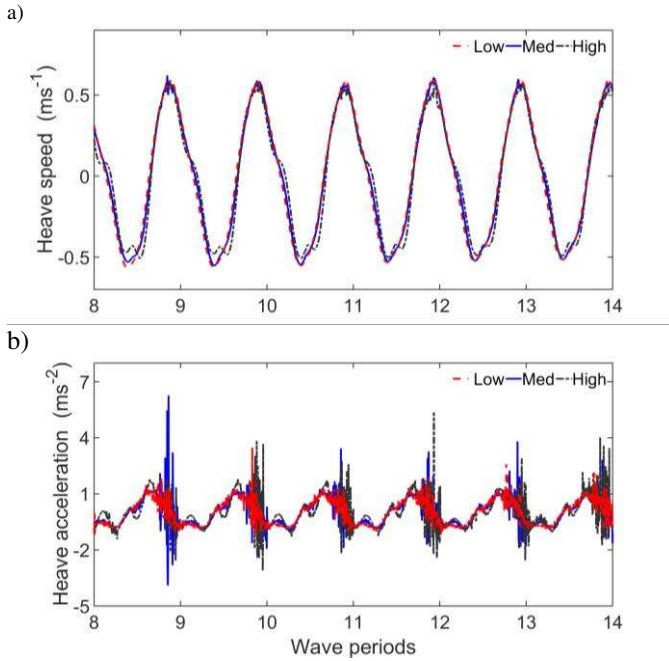 a)
Heave speed (ms⁻¹)
0.5
0
-0.5
Low Med High
8 9 10 11 12 13 14
b)
Heave acceleration (ms⁻²)
7
4
1
-2
-5
Low Med High
8 9 10 11 12 13 14
Wave periods